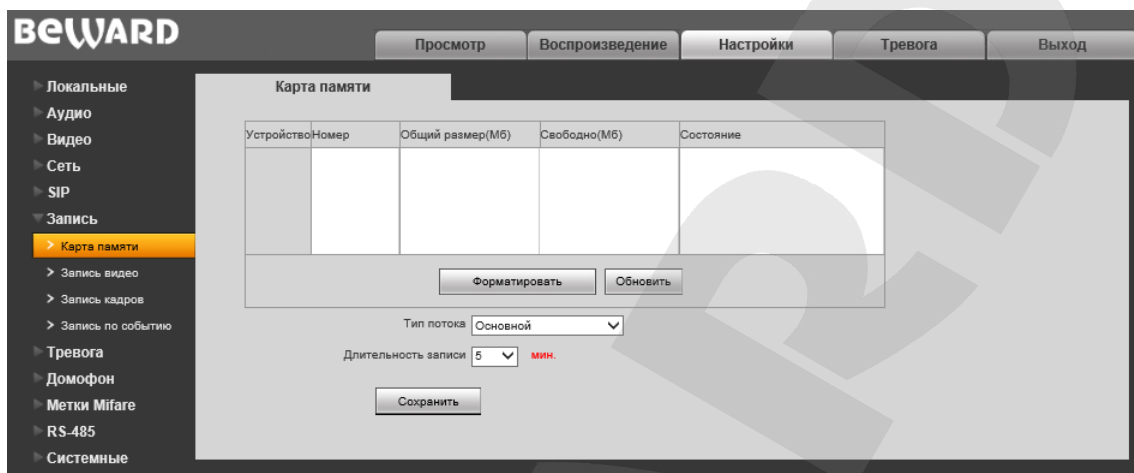 BEWARD
Просмотр Воспроизведение Настройки Тревога Выход
Локальные
Аудио
Видео
Сеть
SIP
Запись
Карта памяти
Запись видео
Запись кадров
Запись по событию
Тревога
Домофон
Метки Mifare
RS-485
Системные
Карта памяти
Устройство Номер Общий размер(Мб) Свободно(Мб) Состояние
Форматировать Обновить
Тип потока Основной
Длительность записи 5 мин.
Сохранить